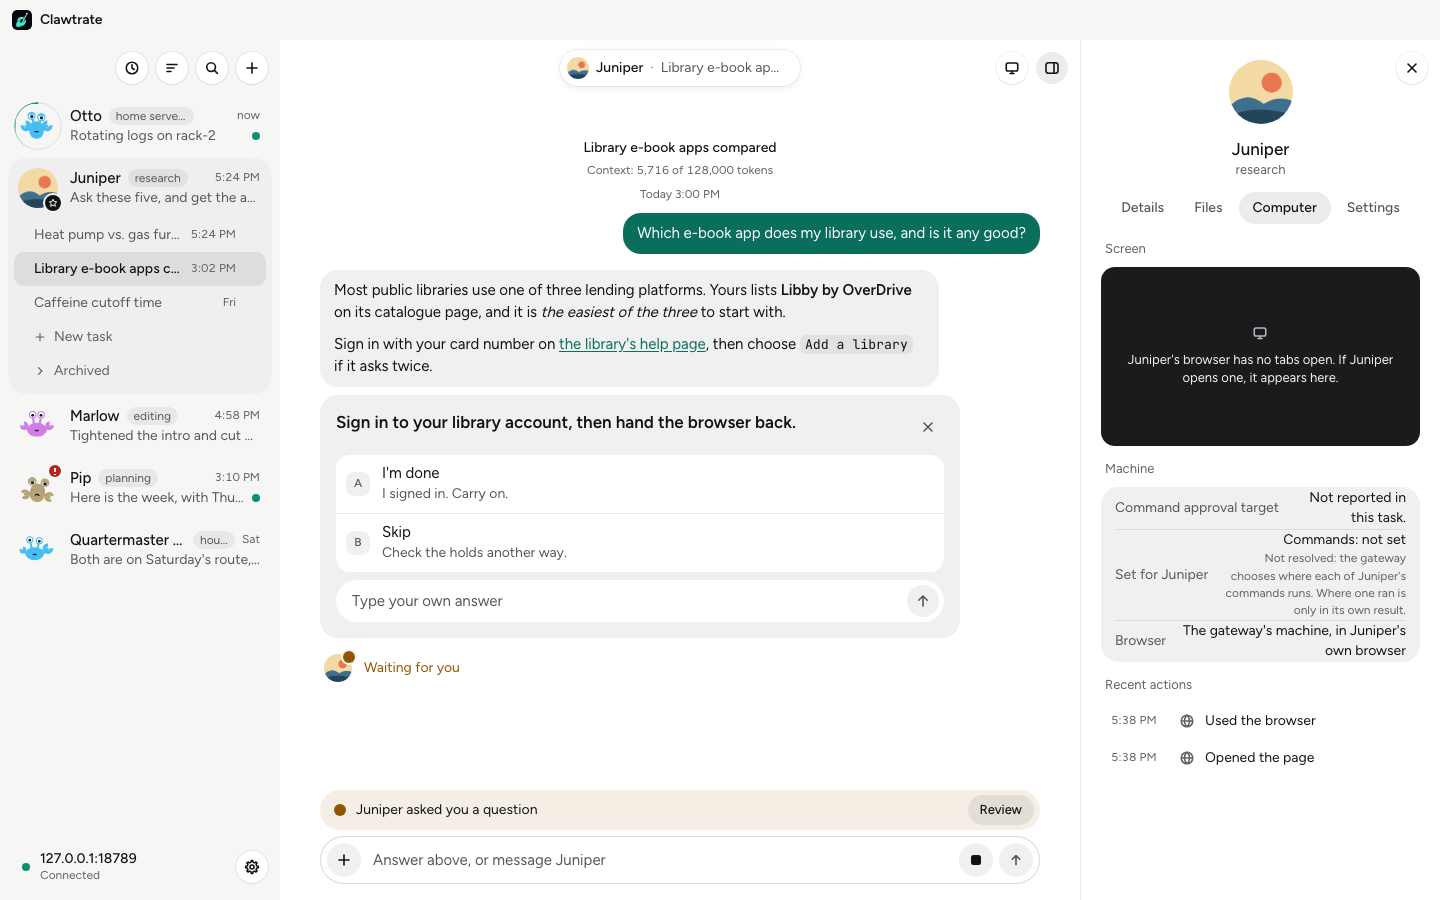 Clawtrate
Otto home serve... now
Rotating logs on rack-2
Juniper research 5:24 PM
Ask these five, and get the a...
Heat pump vs. gas fur... 5:24 PM
Library e-book apps c... 3:02 PM
Caffeine cutoff time Fri
New task
Archived
Marlow editing 4:58 PM
Tightened the intro and cut ...
Pip planning 3:10 PM
Here is the week, with Thu...
Quartermaster ... hou... Sat
Both are on Saturday's route,...
127.0.0.1:18789
Connected
Juniper · Library e-book ap...
Library e-book apps compared
Context: 5,716 of 128,000 tokens
Today 3:00 PM
Which e-book app does my library use, and is it any good?
Most public libraries use one of three lending platforms. Yours lists Libby by OverDrive
on its catalogue page, and it is the easiest of the three to start with.
Sign in with your card number on the library's help page, then choose Add a library
if it asks twice.
Sign in to your library account, then hand the browser back.
A I'm done
I signed in. Carry on.
B Skip
Check the holds another way.
Type your own answer
Waiting for you
Juniper asked you a question Review
Answer above, or message Juniper
Juniper
research
Details Files Computer Settings
Screen
Juniper's browser has no tabs open. If Juniper
opens one, it appears here.
Machine
Command approval target Not reported in
this task.
Set for Juniper Commands: not set
Not resolved: the gateway
chooses where each of Juniper's
commands runs. Where one ran is
only in its own result.
Browser The gateway's machine, in Juniper's
own browser
Recent actions
5:38 PM Used the browser
5:38 PM Opened the page